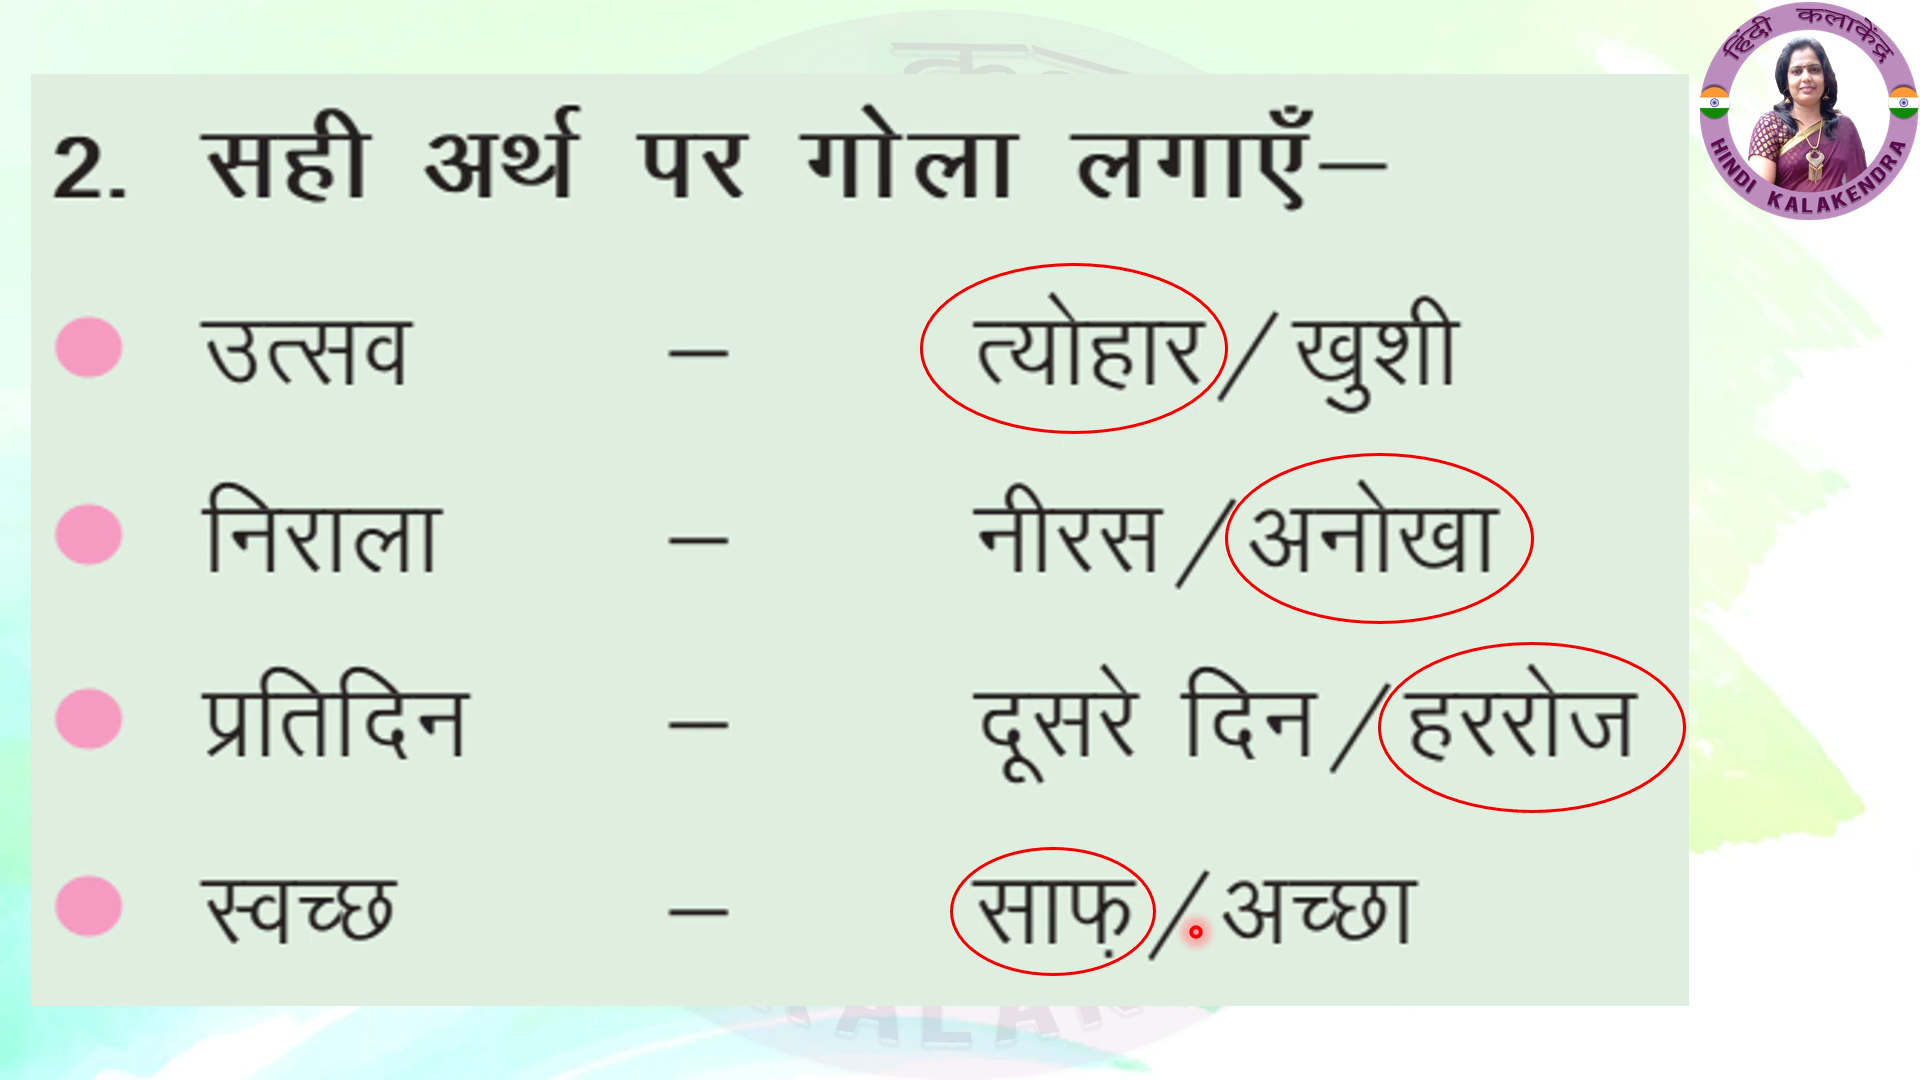 हिंदी कलाकेंद्र
HINDI KALAKENDRA
2. सही अर्थ पर गोला लगाएँ—
उत्सव — त्योहार/खुशी
निराला — नीरस/अनोखा
प्रतिदिन — दूसरे दिन/हररोज
स्वच्छ — साफ़/अच्छा